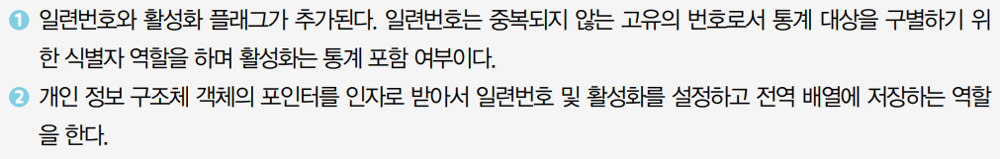 ❶ 일련번호와 활성화 플래그가 추가된다. 일련번호는 중복되지 않는 고유의 번호로서 통계 대상을 구별하기 위
한 식별자 역할을 하며 활성화는 통계 포함 여부이다.
❷ 개인 정보 구조체 객체의 포인터를 인자로 받아서 일련번호 및 활성화를 설정하고 전역 배열에 저장하는 역할
을 한다.